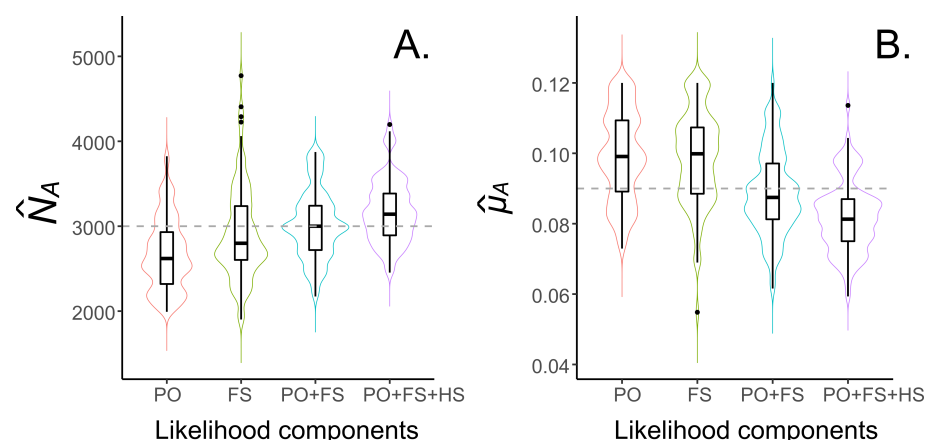 A.
5000
4000
3000
2000
N̂A
PO FS PO+FS PO+FS+HS
Likelihood components
B.
0.12
0.10
0.08
0.06
0.04
μ̂A
PO FS PO+FS PO+FS+HS
Likelihood components